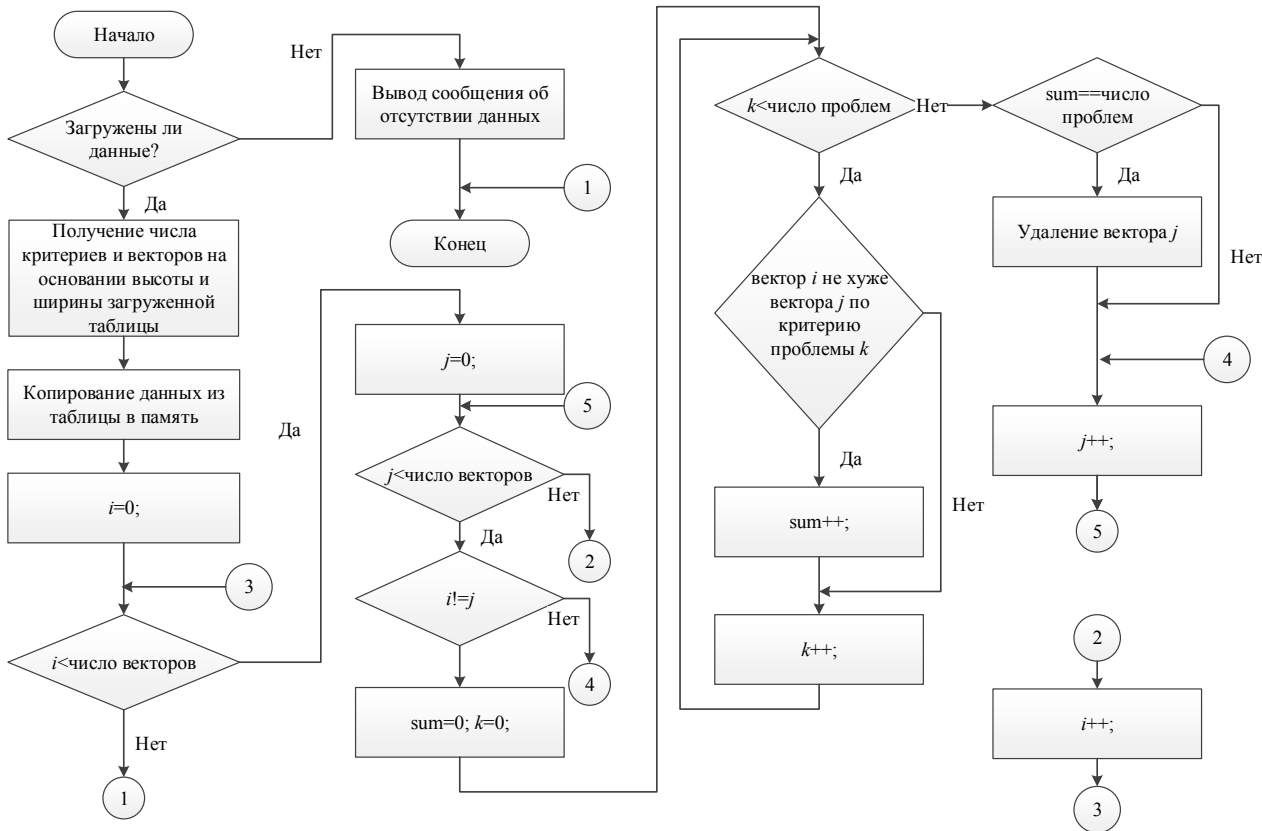 Начало
Загружены ли
данные?
Нет
Да
Вывод сообщения об
отсутствии данных
1
Конец
Получение числа
критериев и векторов на
основании высоты и
ширины загруженной
таблицы
Копирование данных из
таблицы в память
i=0;
3
i<число векторов
Да
Нет
1
j=0;
5
j<число векторов
Нет
2
Да
i!=j
Нет
4
sum=0; k=0;
k<число проблем
Нет
Да
вектор i не хуже
вектора j по
критерию
проблемы k
Да
Нет
sum++;
k++;
sum==число
проблем
Да
Нет
Удаление вектора j
4
j++;
5
2
i++;
3